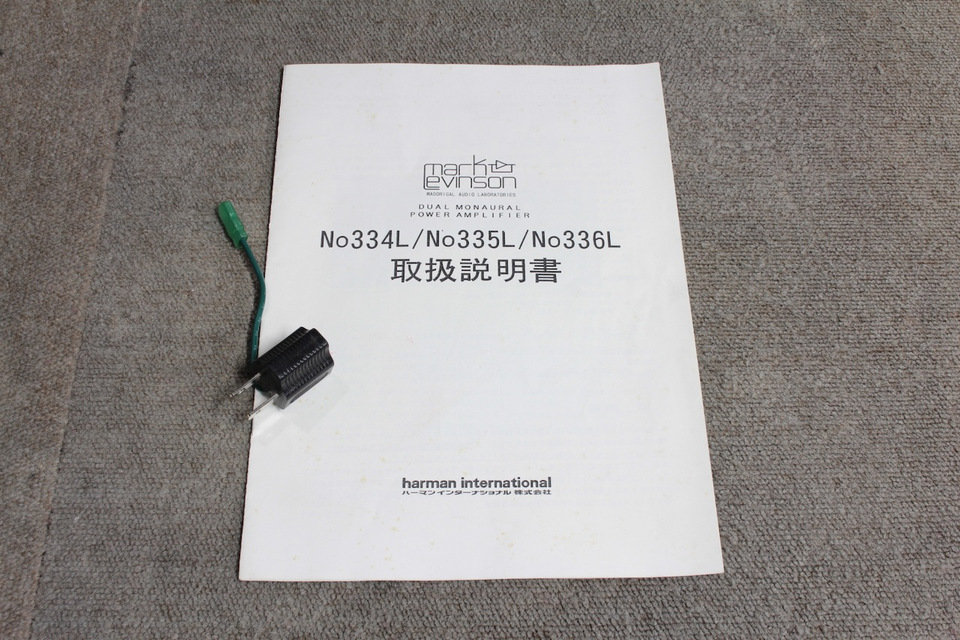 mark
levinson
MADRIGAL AUDIO LABORATORIES
DUAL MONAURAL
POWER AMPLIFIER
No334L/No335L/No336L
取扱説明書
harman international
ハーマンインターナショナル株式会社